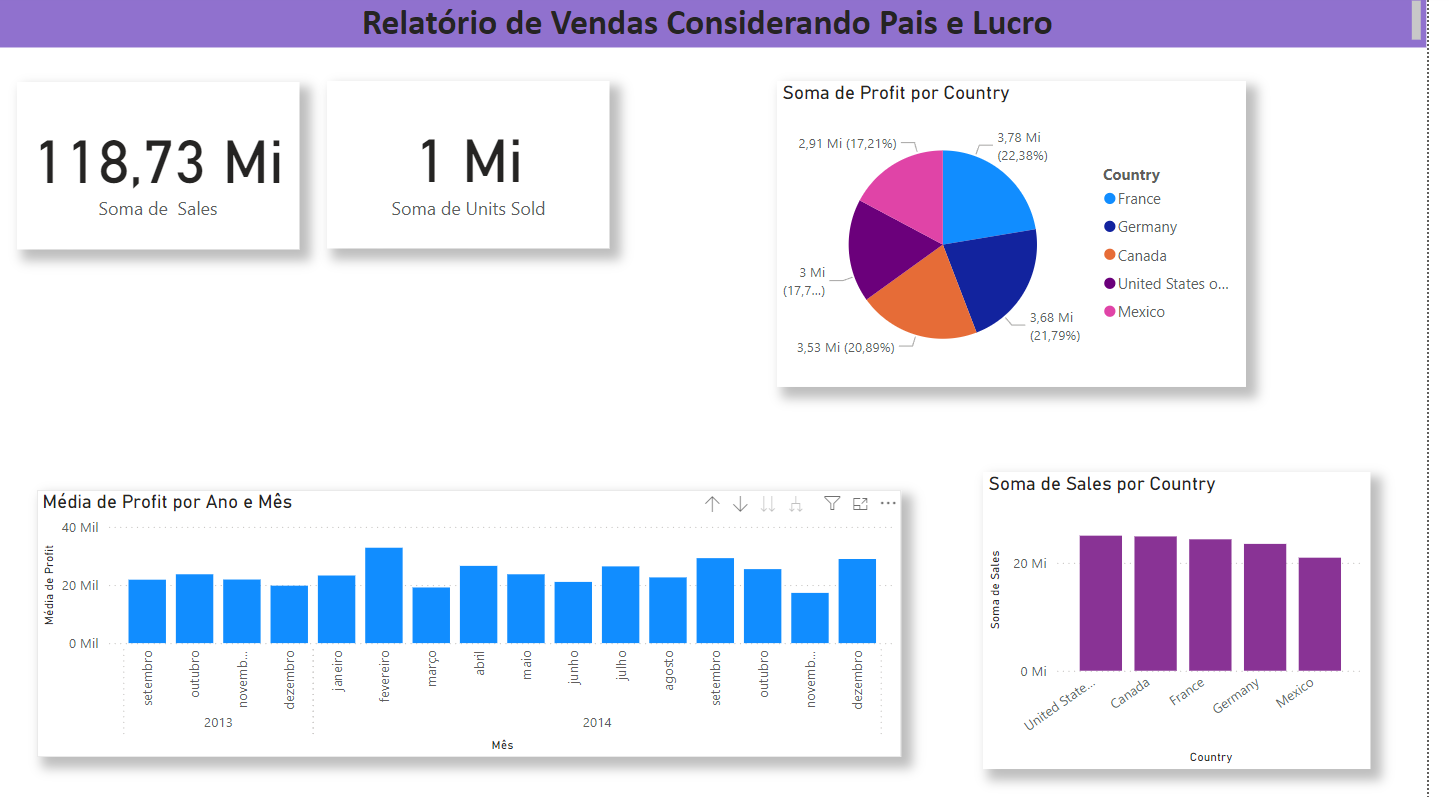 Relatório de Vendas Considerando Pais e Lucro
118,73 Mi
Soma de Sales
1 Mi
Soma de Units Sold
Soma de Profit por Country
2,91 Mi (17,21%)
3,78 Mi
(22,38%)
3 Mi
(17,7...)
3,68 Mi
(21,79%)
3,53 Mi (20,89%)
Country
France
Germany
Canada
United States o...
Mexico
Média de Profit por Ano e Mês
Média de Profit
40 Mil
20 Mil
0 Mil
setembro
outubro
novemb...
dezembro
janeiro
fevereiro
março
abril
maio
junho
julho
agosto
setembro
outubro
novemb...
dezembro
2013
2014
Mês
Soma de Sales por Country
Soma de Sales
20 Mi
0 Mi
United State...
Canada
France
Germany
Mexico
Country